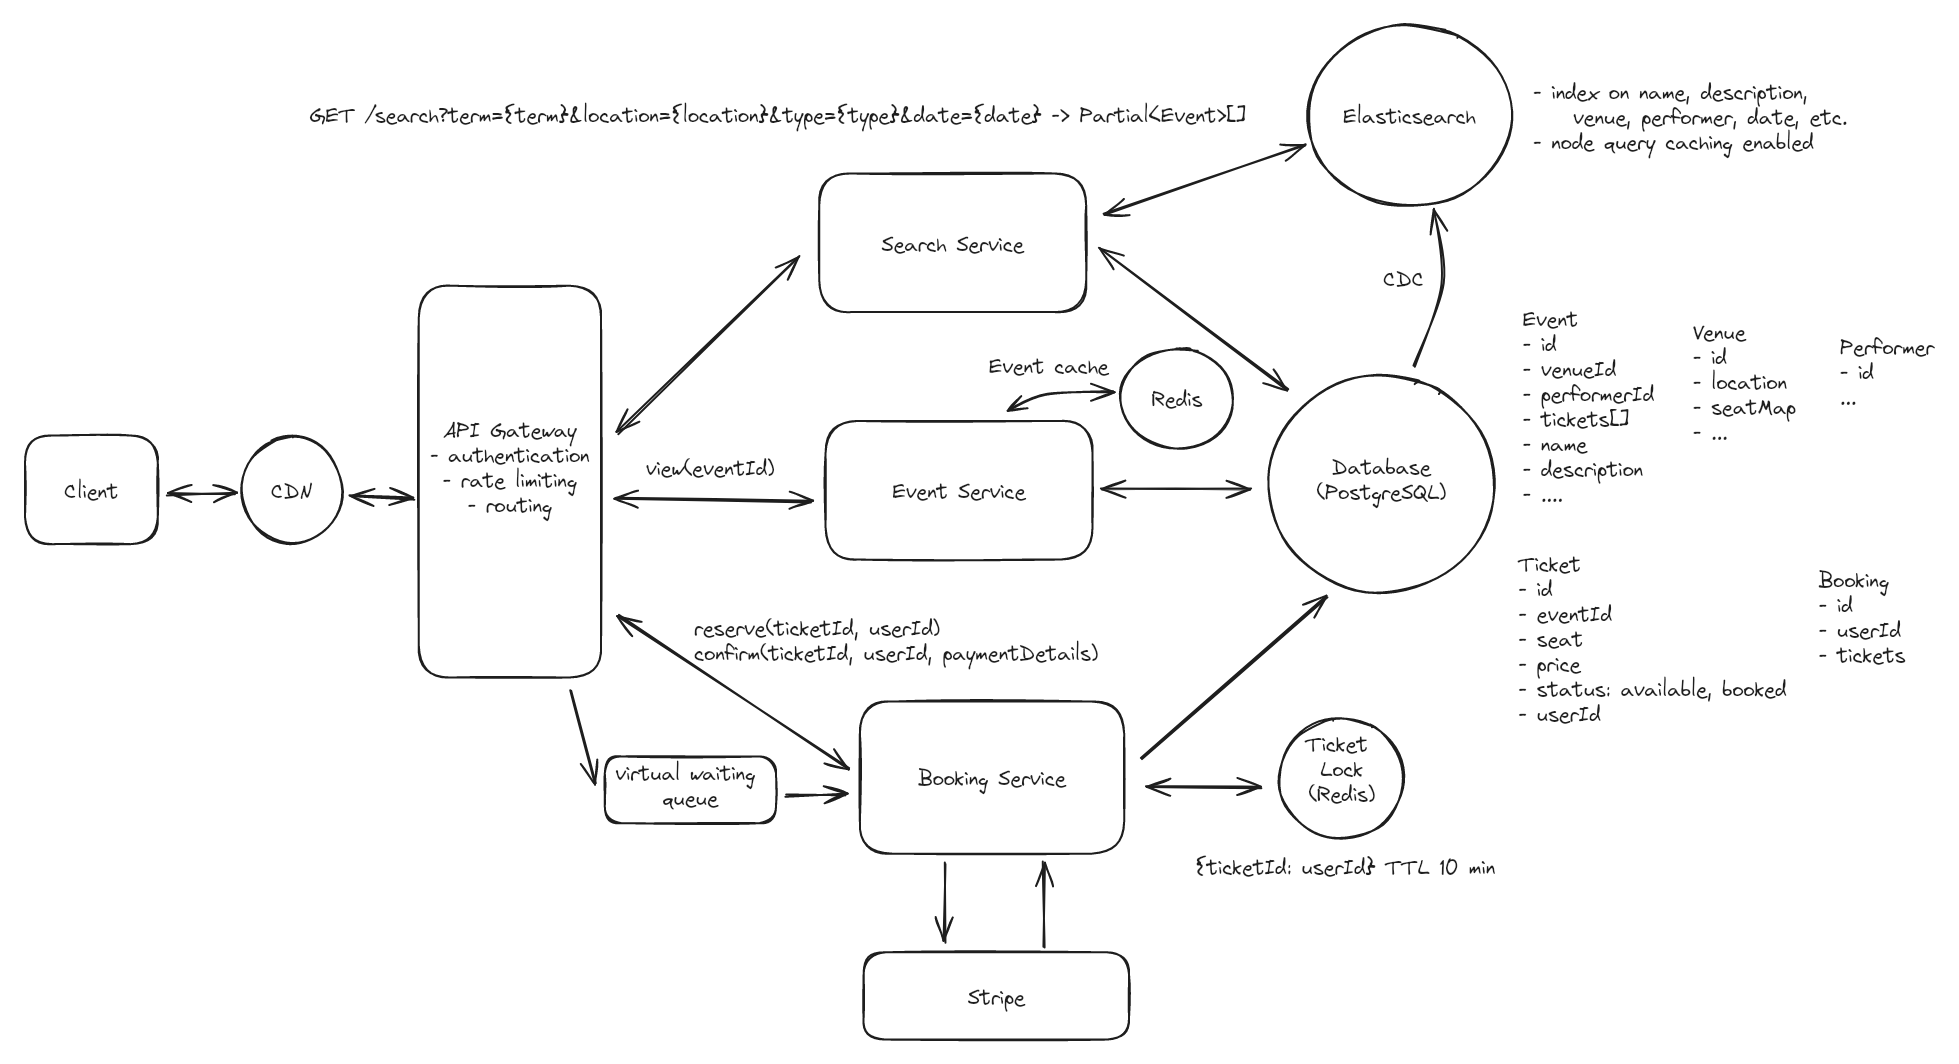 GET /search?term={term}&location={location}&type={type}&date={date} -> Partial<Event>[]
Elasticsearch
- index on name, description,
venue, performer, date, etc.
- node query caching enabled
Search Service
CDC
Event cache
Redis
Client
CDN
API Gateway
- authentication
- rate limiting
- routing
view(eventId)
Event Service
Database
(PostgreSQL)
Event
- id
- venueId
- performerId
- tickets[]
- name
- description
- ....
Venue
- id
- location
- seatMap
- ...
Performer
- id
...
reserve(ticketId, userId)
confirm(ticketId, userId, paymentDetails)
virtual waiting
queue
Booking Service
Ticket
Lock
(Redis)
{ticketId: userId} TTL 10 min
Ticket
- id
- eventId
- seat
- price
- status: available, booked
- userId
Booking
- id
- userId
- tickets
Stripe